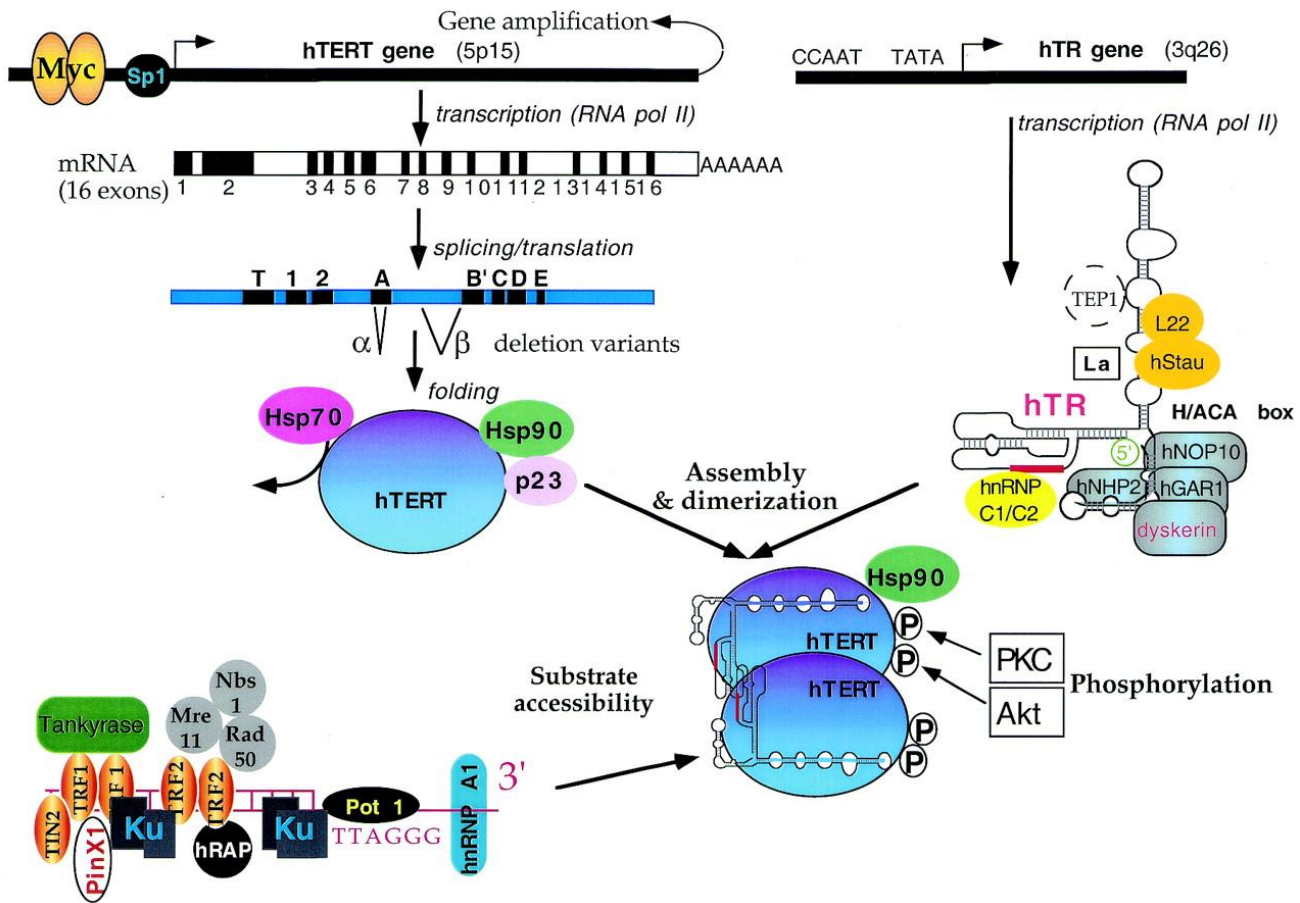 Gene amplification
hTERT gene (5p15)
Myc
Sp1
CCAAT TATA hTR gene (3q26)
transcription (RNA pol II)
transcription (RNA pol II)
mRNA
(16 exons)
AAAAAA
1 2 3 4 5 6 7 8 9 10 11 12 13 14 15 16
splicing/translation
T 1 2 A B' C D E
α β deletion variants
folding
Hsp70
Hsp90
p23
hTERT
TEP1
L22
hStau
La
hTR
H/ACA box
5'
hNOP10
hNHP2
hGAR1
hnRNP
C1/C2
dyskerin
Assembly
& dimerization
Hsp90
hTERT
hTERT
P
P
P
P
PKC
Akt
Phosphorylation
Substrate
accessibility
Nbs
1
Mre
11
Rad
50
Tankyrase
TRF1
RF1
TRF2
TRF2
TIN2
PinX1
Ku
hRAP
Ku
Pot 1
TTAGGG
hnRNP A1
3'